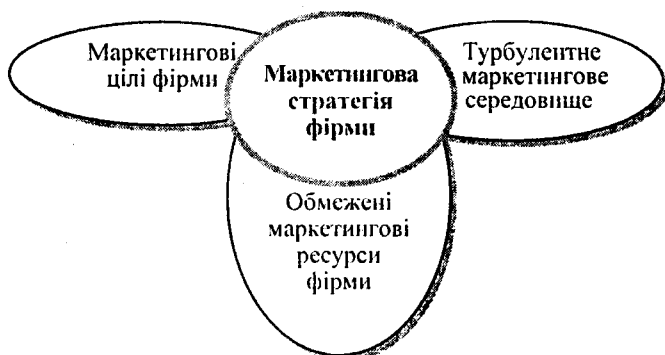 Маркетингові
цілі фірми
Маркетингова
стратегія
фірми
Турбулентне
маркетингове
середовище
Обмежені
маркетингові
ресурси
фірми